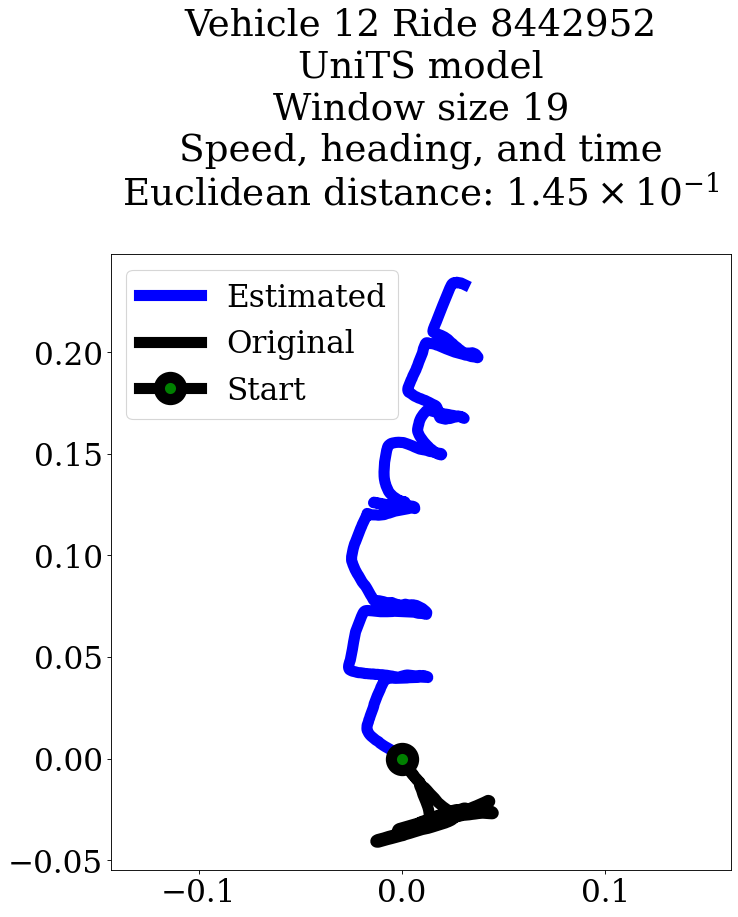 Vehicle 12 Ride 8442952
UniTS model
Window size 19
Speed, heading, and time
Euclidean distance: $1.45 \times 10^{-1}$
Estimated
Original
Start
0.20
0.15
0.10
0.05
0.00
−0.05
−0.1
0.0
0.1